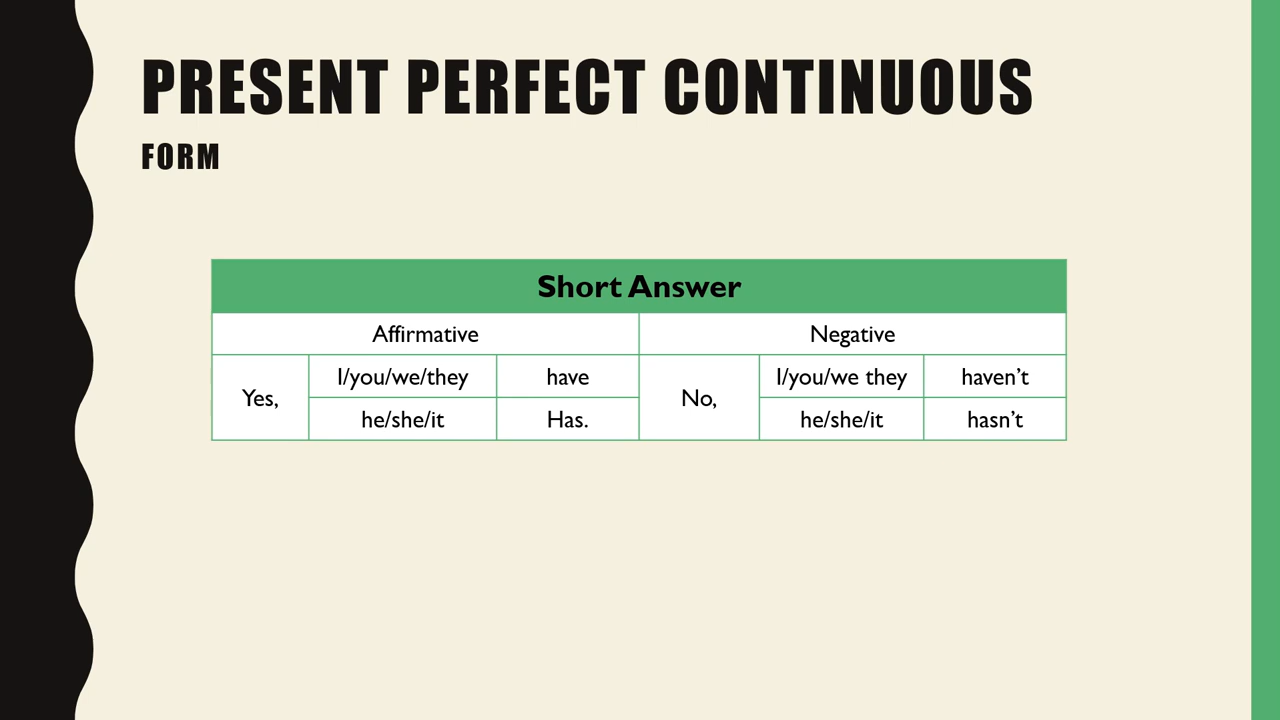 PRESENT PERFECT CONTINUOUS
FORM
Short Answer
Affirmative Negative
Yes, I/you/we/they have No, I/you/we they haven’t
he/she/it Has. he/she/it hasn’t